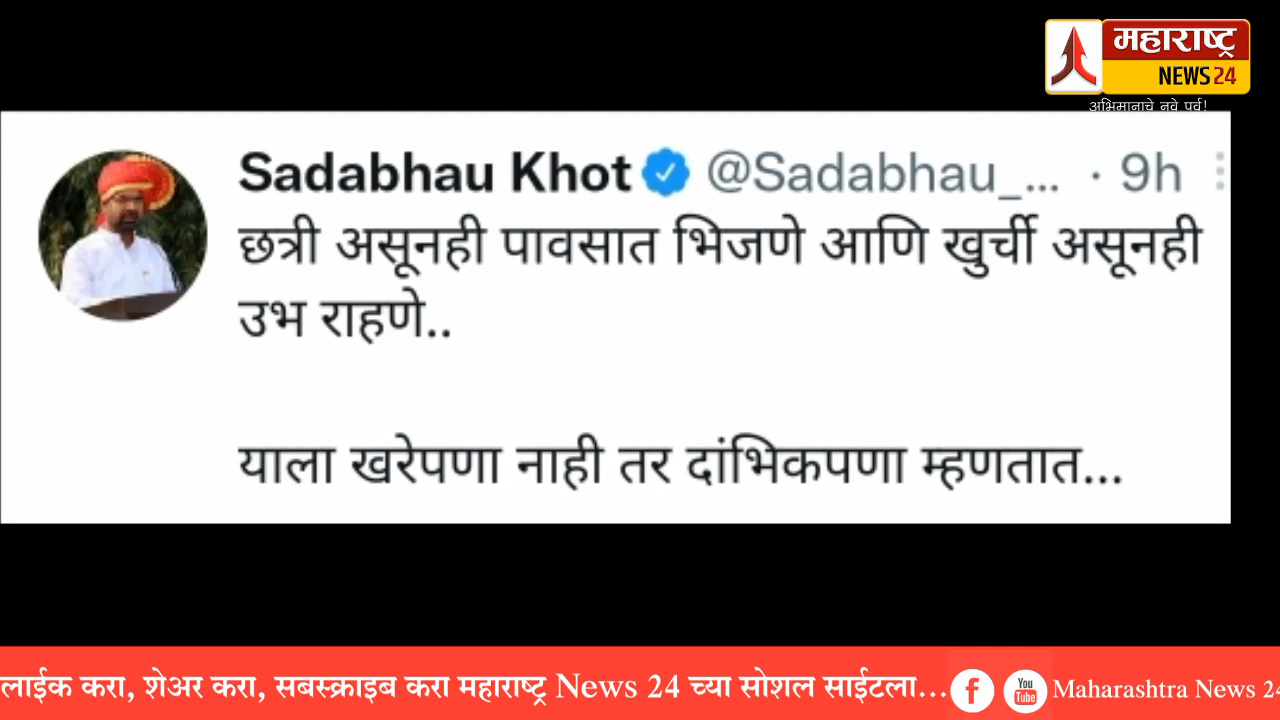 महाराष्ट्र
NEWS 24
अभिमानाचे नवे पर्व!
Sadabhau Khot @Sadabhau_... · 9h
छत्री असूनही पावसात भिजणे आणि खुर्ची असूनही
उभ राहणे..
याला खरेपणा नाही तर दांभिकपणा म्हणतात...
लाईक करा, शेअर करा, सबस्क्राइब करा महाराष्ट्र News 24 च्या सोशल साईटला... f You Tube Maharashtra News 24